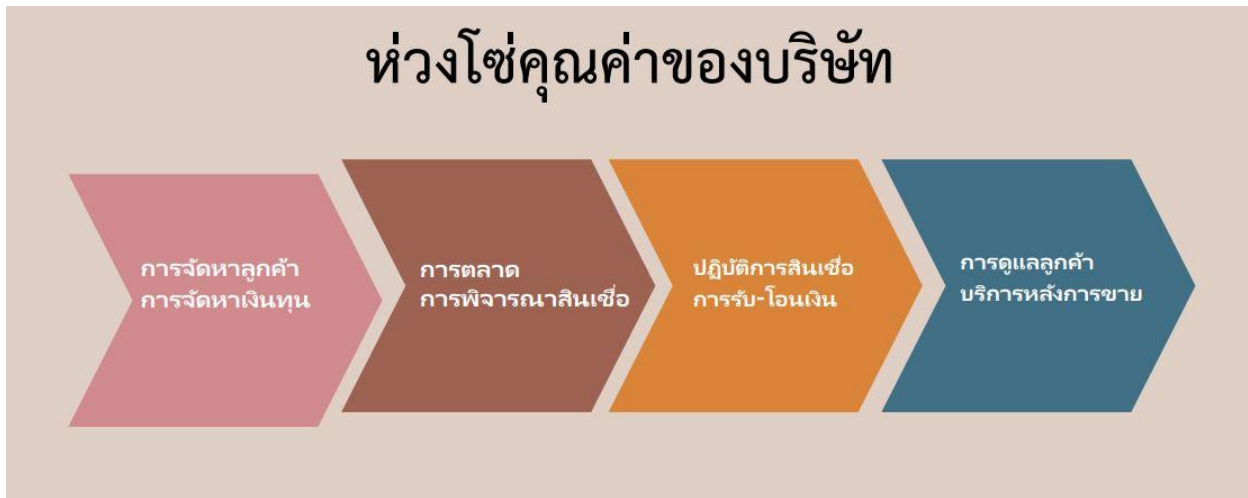 ห่วงโซ่คุณค่าของบริษัท
การจัดหาลูกค้า
การจัดหาเงินทุน
การตลาด
การพิจารณาสินเชื่อ
ปฏิบัติการสินเชื่อ
การรับ-โอนเงิน
การดูแลลูกค้า
บริการหลังการขาย